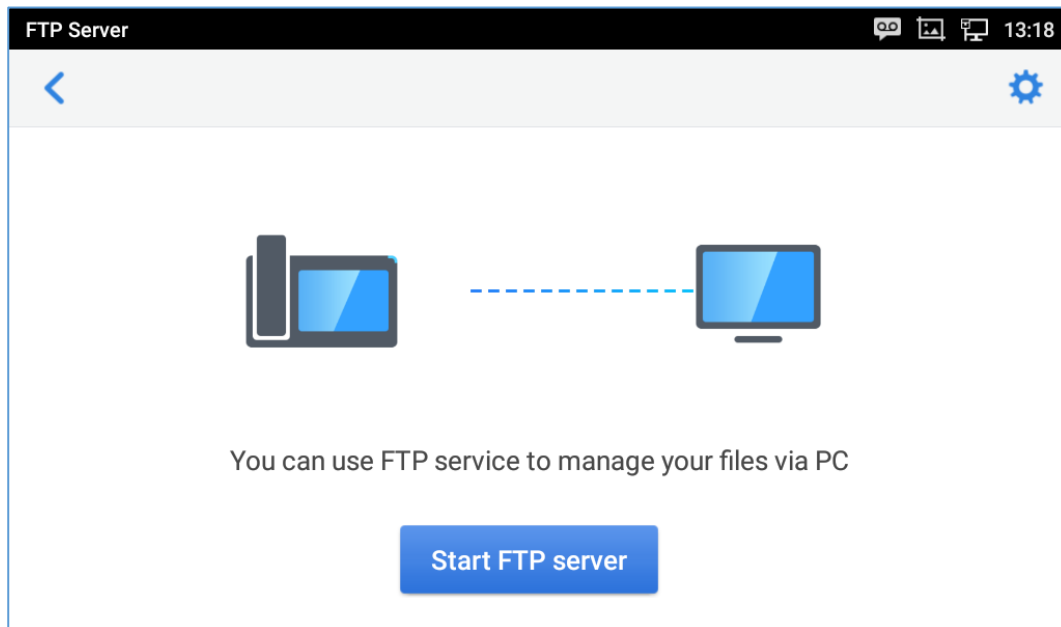 FTP Server 13:18
You can use FTP service to manage your files via PC
Start FTP server